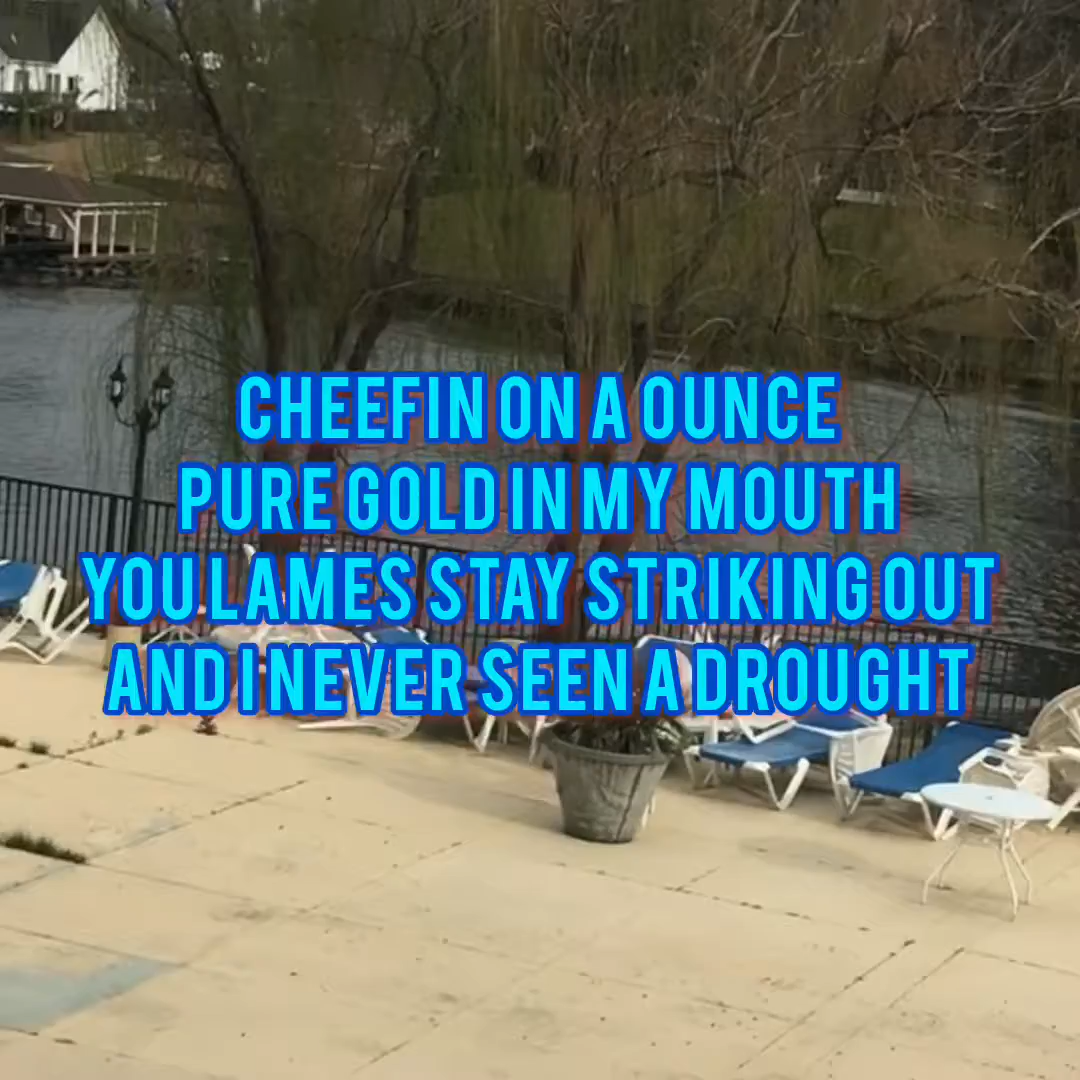 CHEEFIN ON A OUNCE
PURE GOLD IN MY MOUTH
YOU LAMES STAY STRIKING OUT
AND I NEVER SEEN A DROUGHT